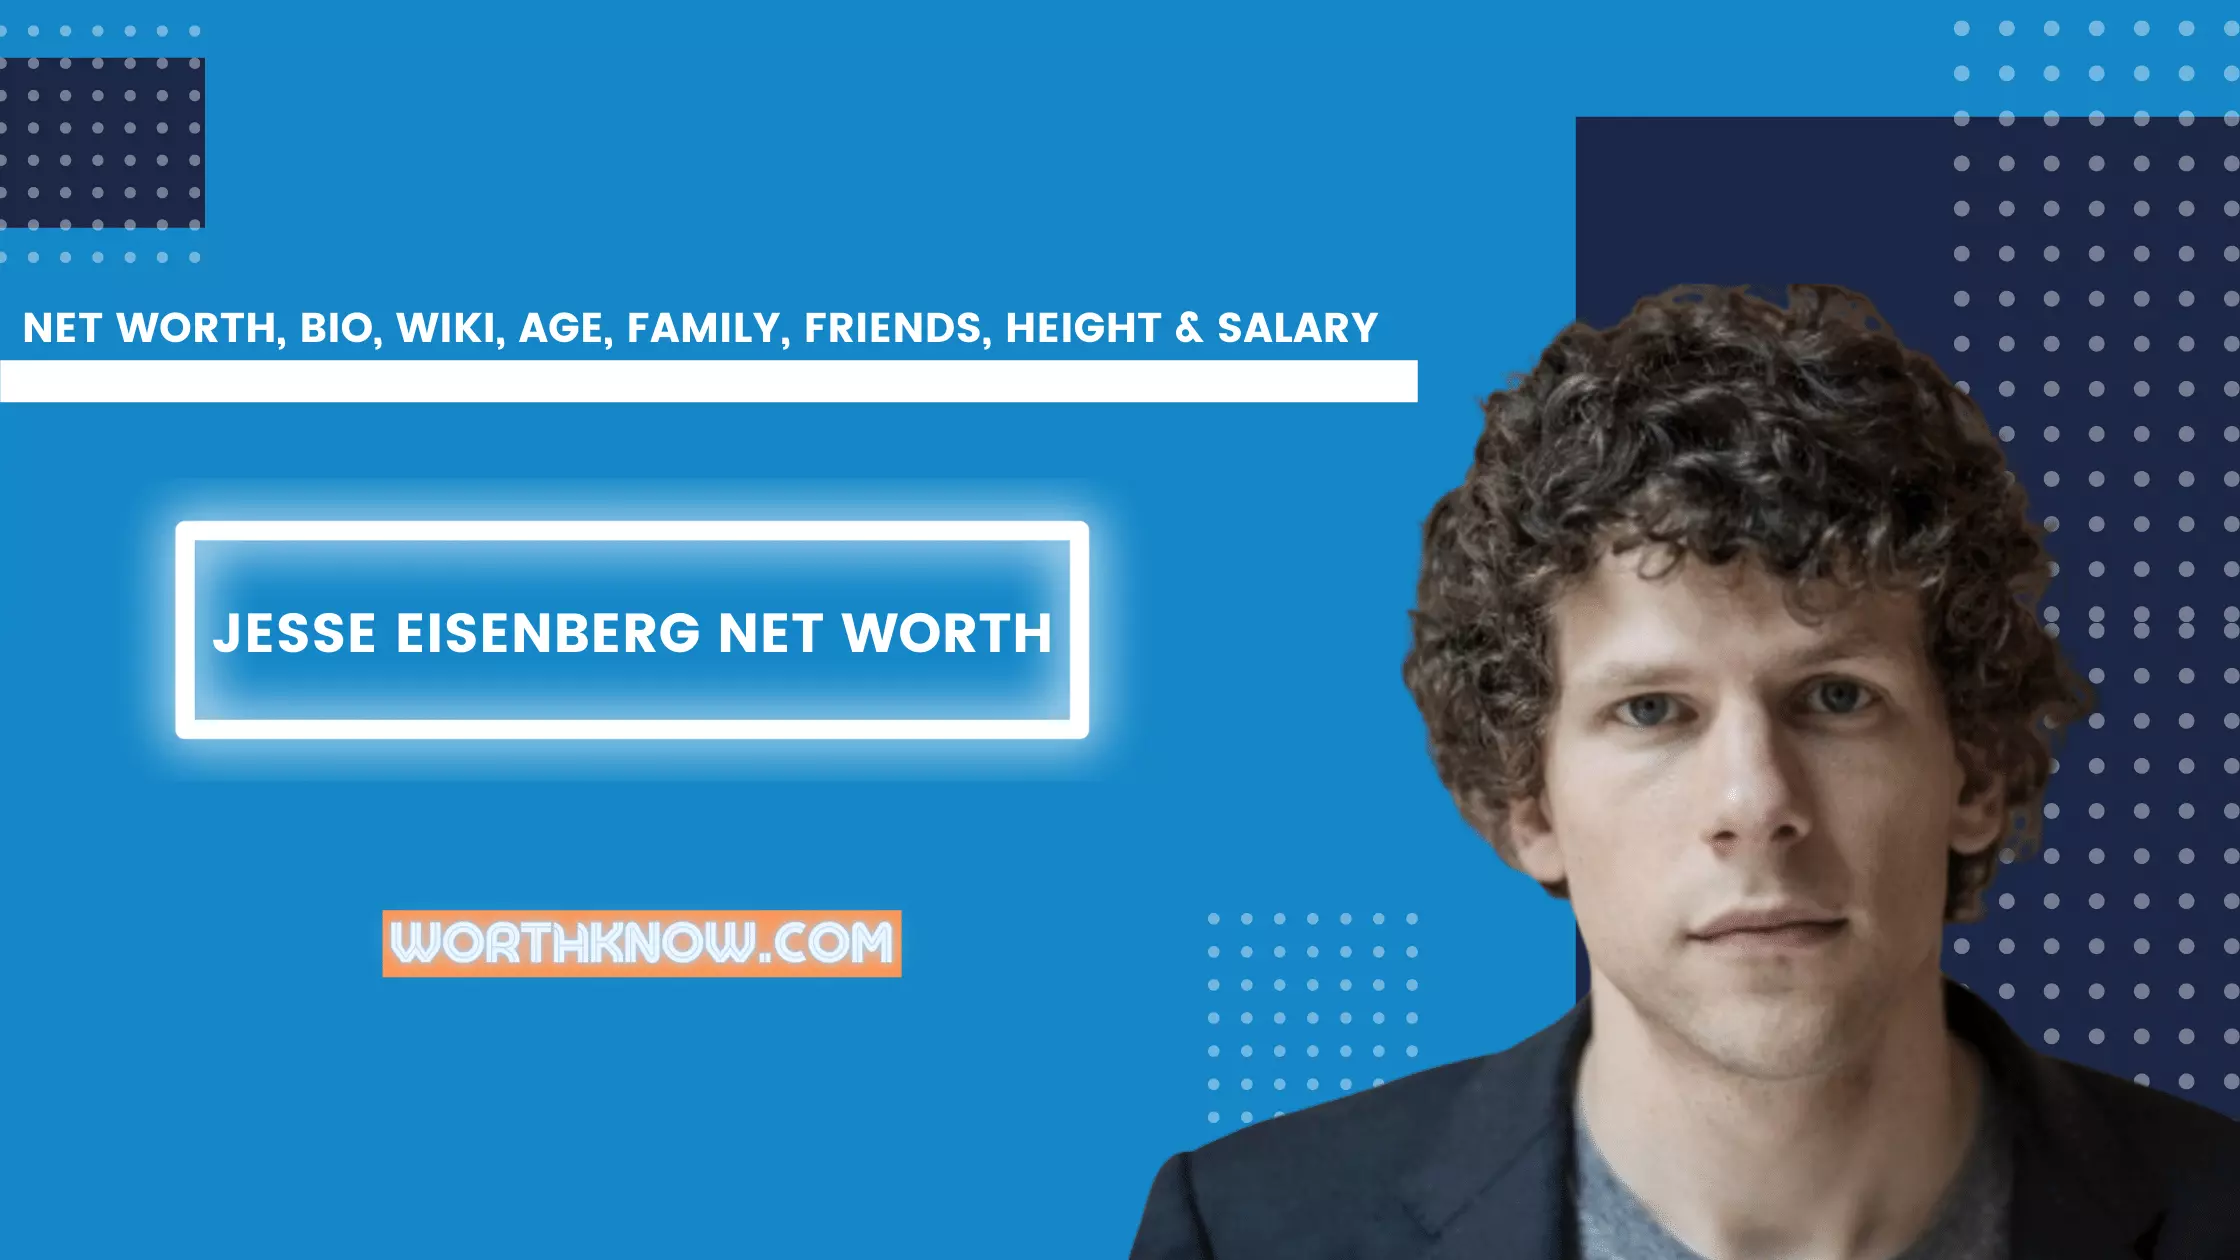 NET WORTH, BIO, WIKI, AGE, FAMILY, FRIENDS, HEIGHT & SALARY
JESSE EISENBERG NET WORTH
WORTHKNOW.COM